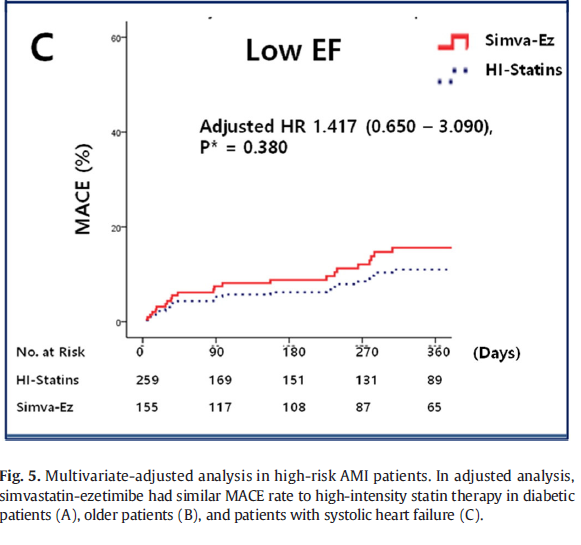 C
Low EF
Simva-Ez
HI-Statins
Adjusted HR 1.417 (0.650 – 3.090),
P* = 0.380
MACE (%)
60
40
20
0
No. at Risk 0 90 180 270 360 (Days)
HI-Statins 259 169 151 131 89
Simva-Ez 155 117 108 87 65
Fig. 5. Multivariate-adjusted analysis in high-risk AMI patients. In adjusted analysis,
simvastatin-ezetimibe had similar MACE rate to high-intensity statin therapy in diabetic
patients (A), older patients (B), and patients with systolic heart failure (C).